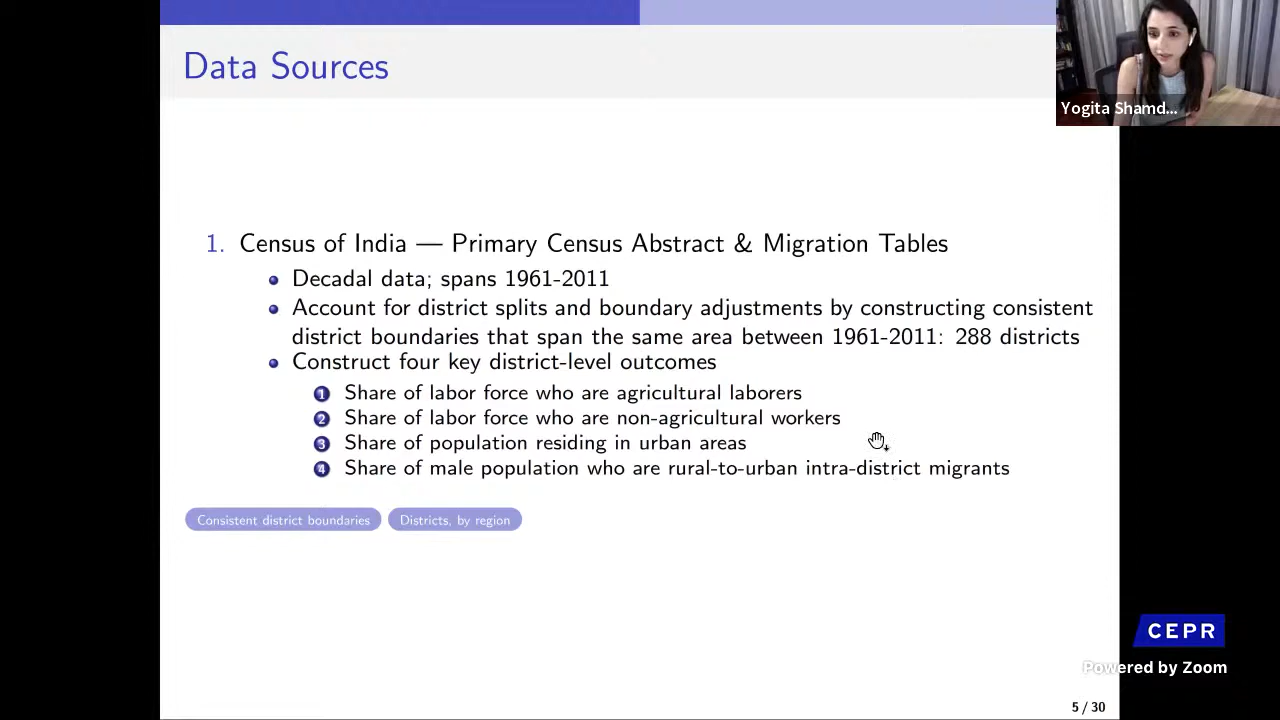 Data Sources
Yogita Shamd...
1. Census of India — Primary Census Abstract & Migration Tables
Decadal data; spans 1961-2011
Account for district splits and boundary adjustments by constructing consistent
district boundaries that span the same area between 1961-2011: 288 districts
Construct four key district-level outcomes
1 Share of labor force who are agricultural laborers
2 Share of labor force who are non-agricultural workers
3 Share of population residing in urban areas
4 Share of male population who are rural-to-urban intra-district migrants
Consistent district boundaries Districts, by region
CEPR
Powered by Zoom
5 / 30